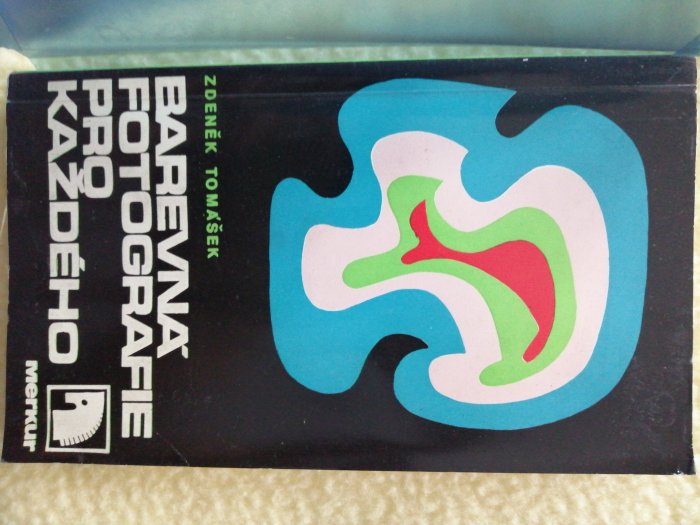 ZDENĚK TOMÁŠEK
BAREVNÁ
FOTOGRAFIE
PRO
KAŽDÉHO
merkur